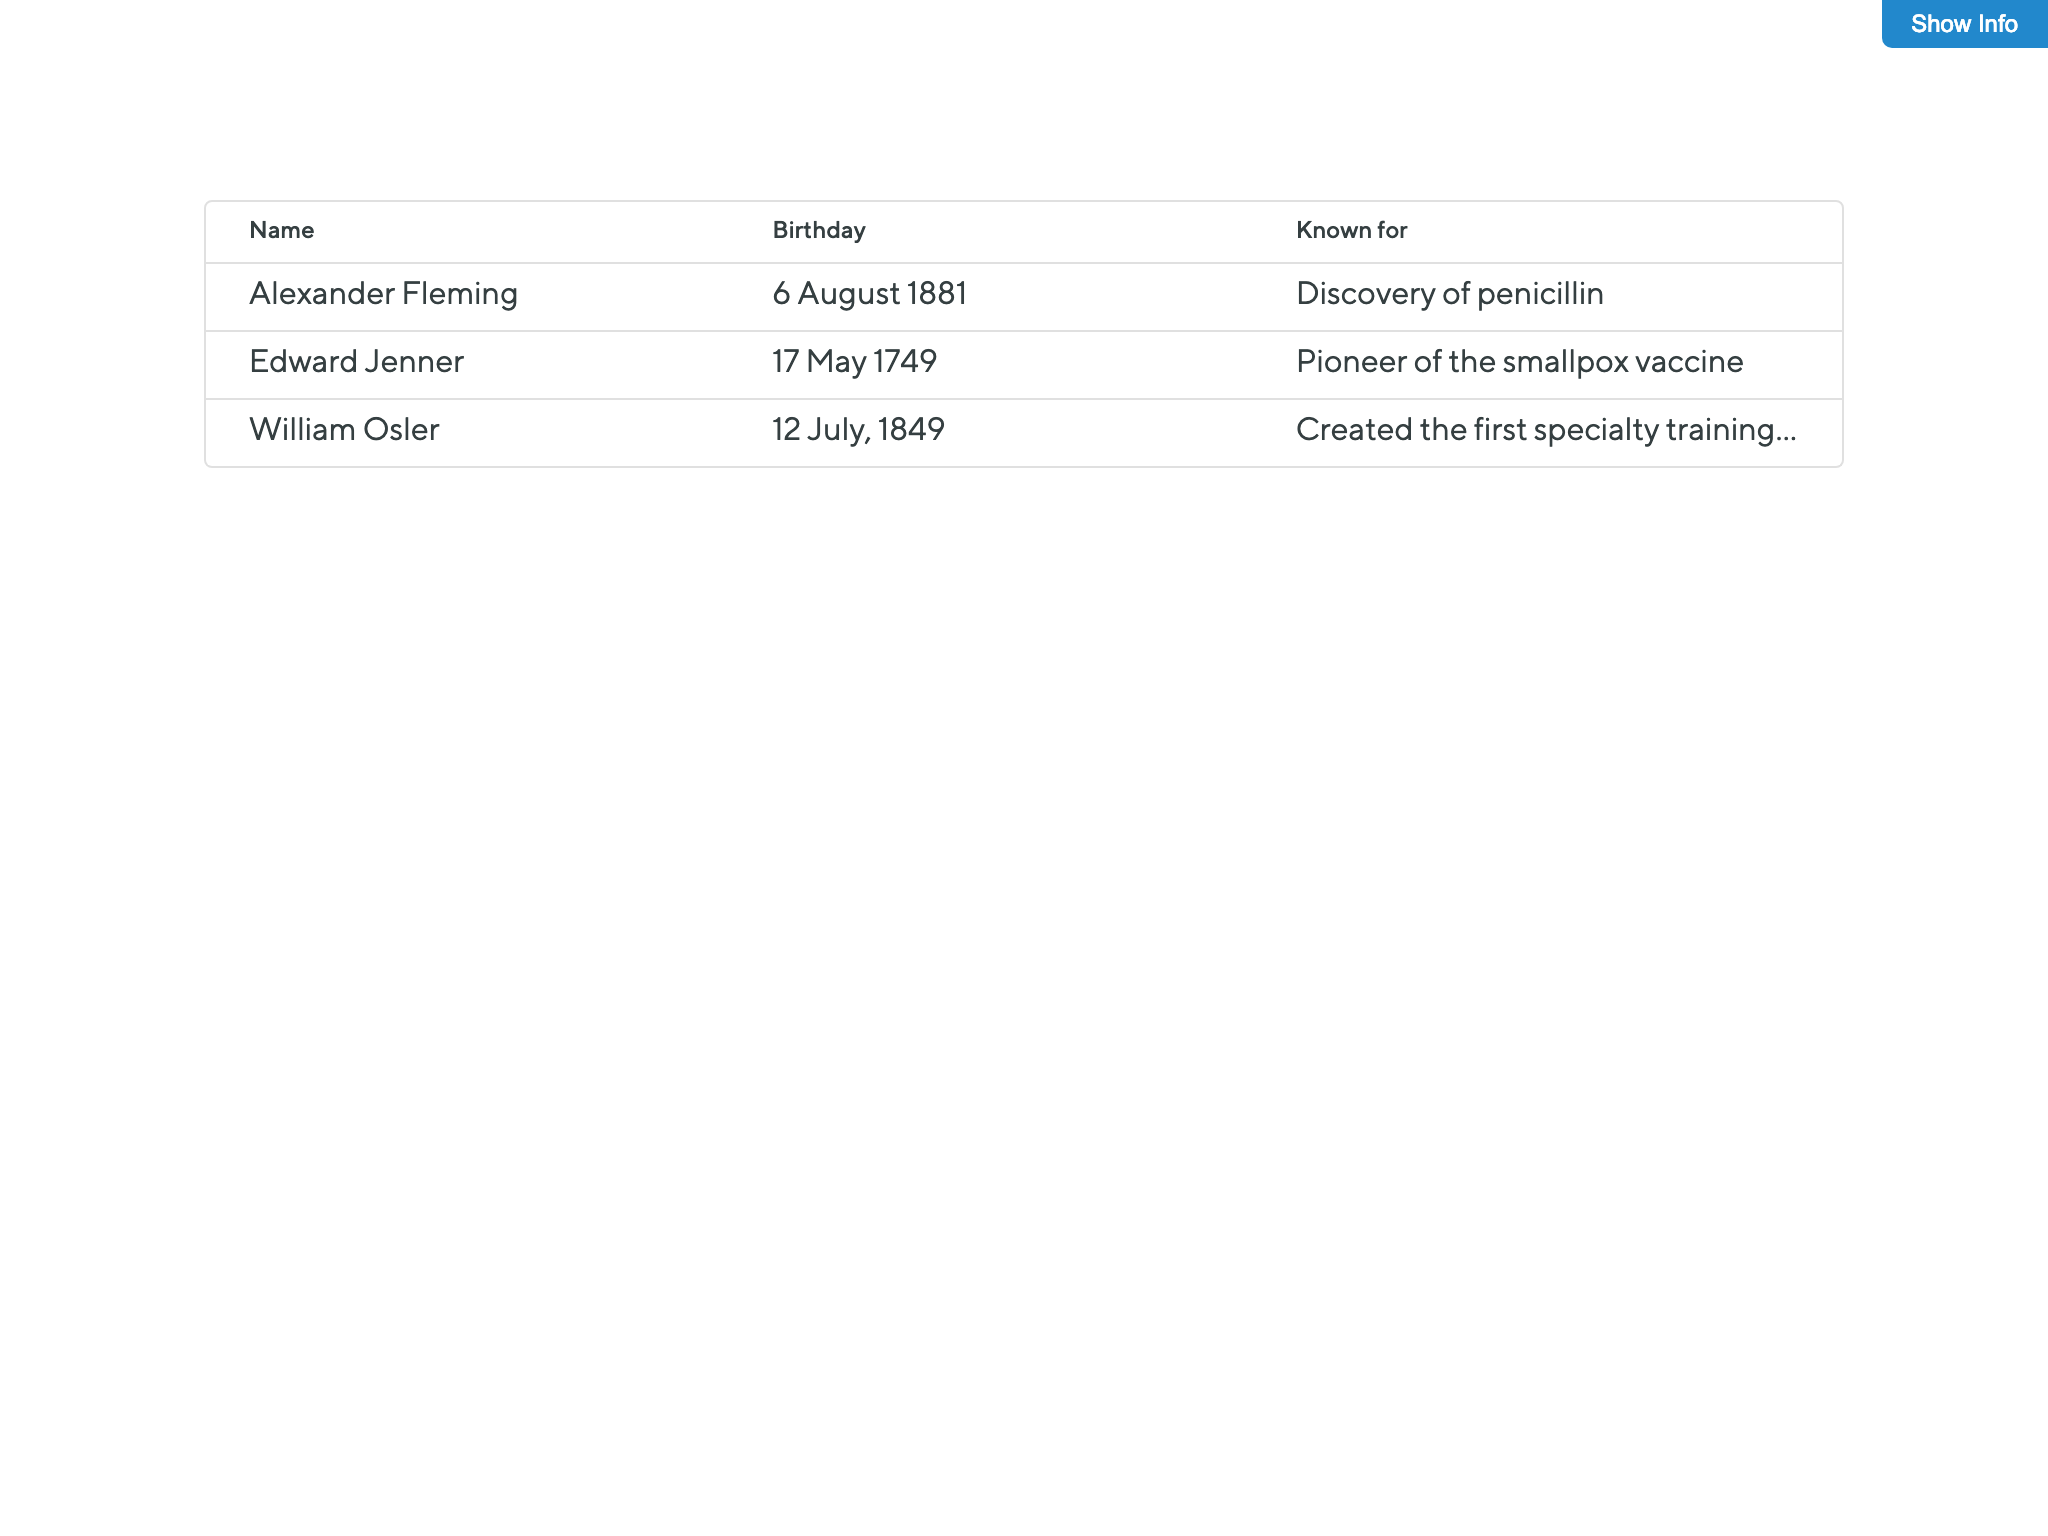 Show Info
Name Birthday Known for
Alexander Fleming 6 August 1881 Discovery of penicillin
Edward Jenner 17 May 1749 Pioneer of the smallpox vaccine
William Osler 12 July, 1849 Created the first specialty training...